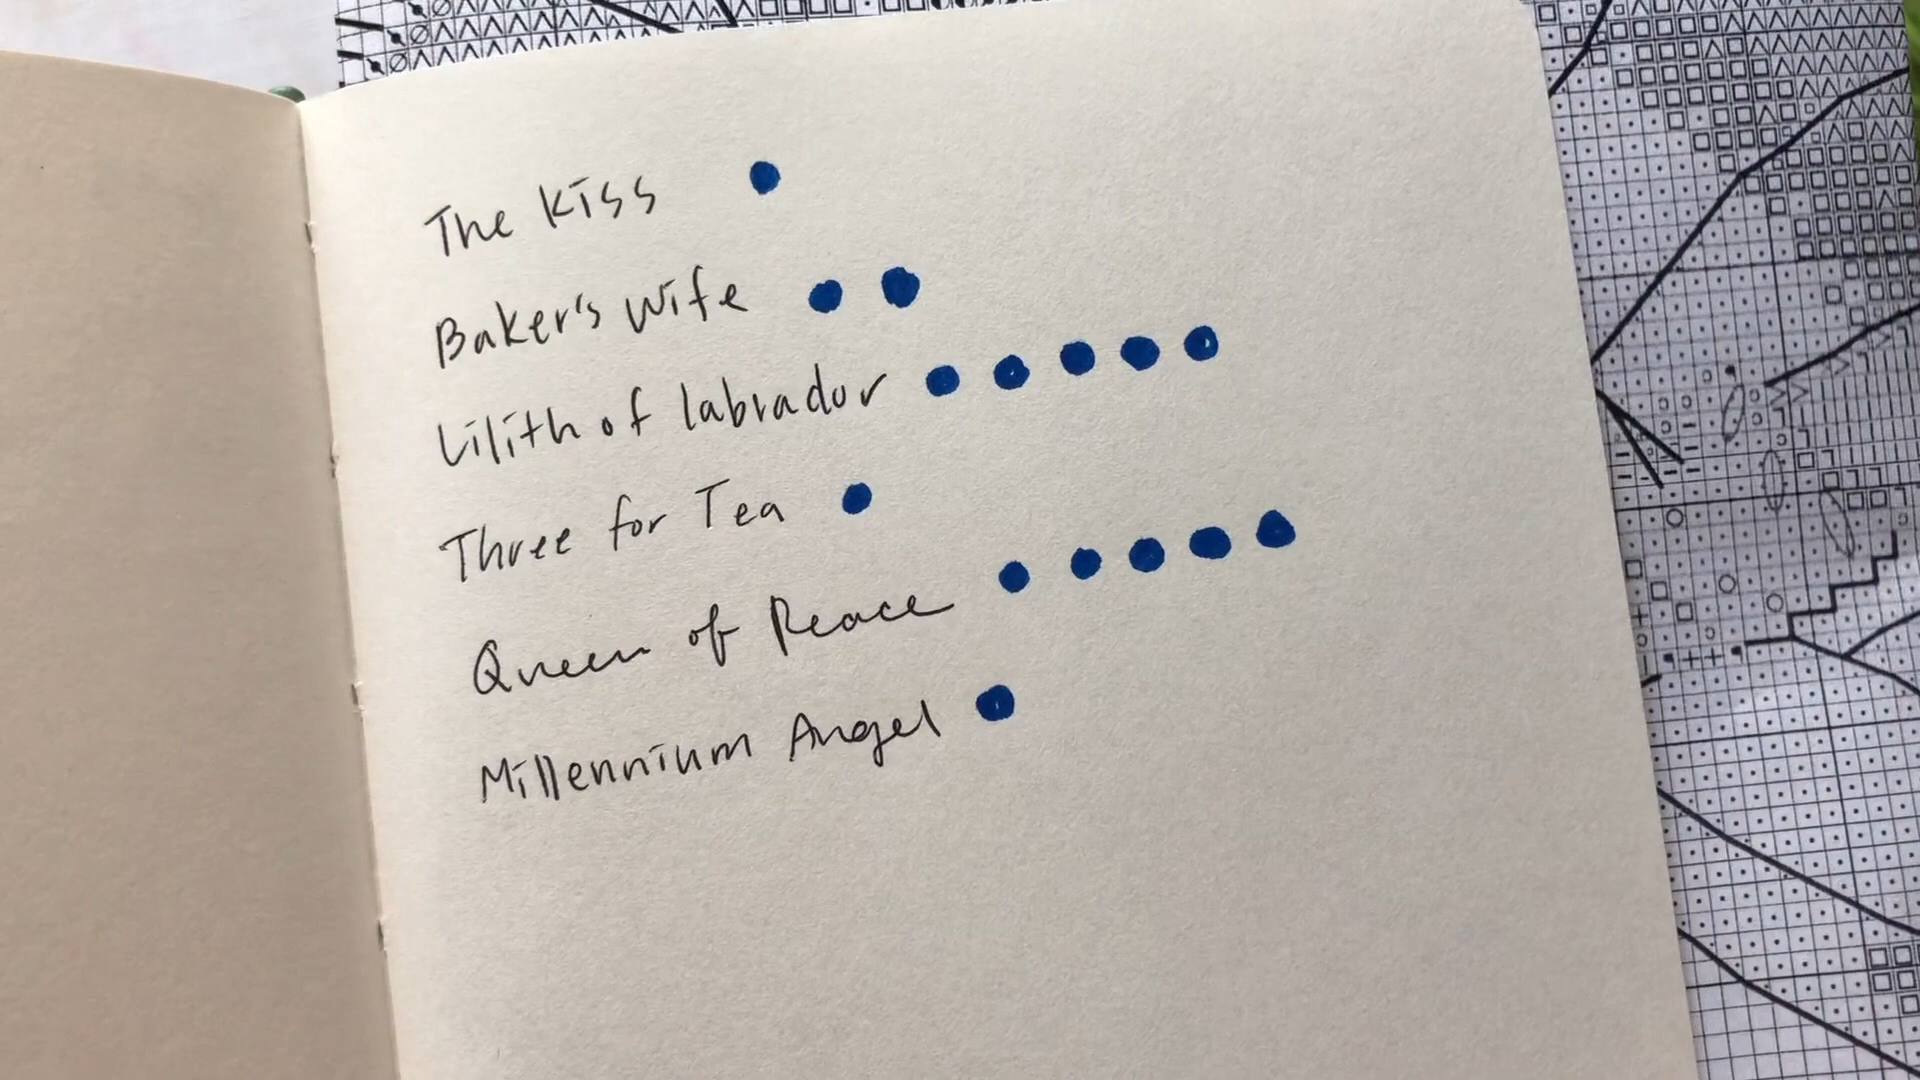 The Kiss
Baker's Wife
Lilith of labrador
Three for Tea
Queen of Peace
Millennium Angel